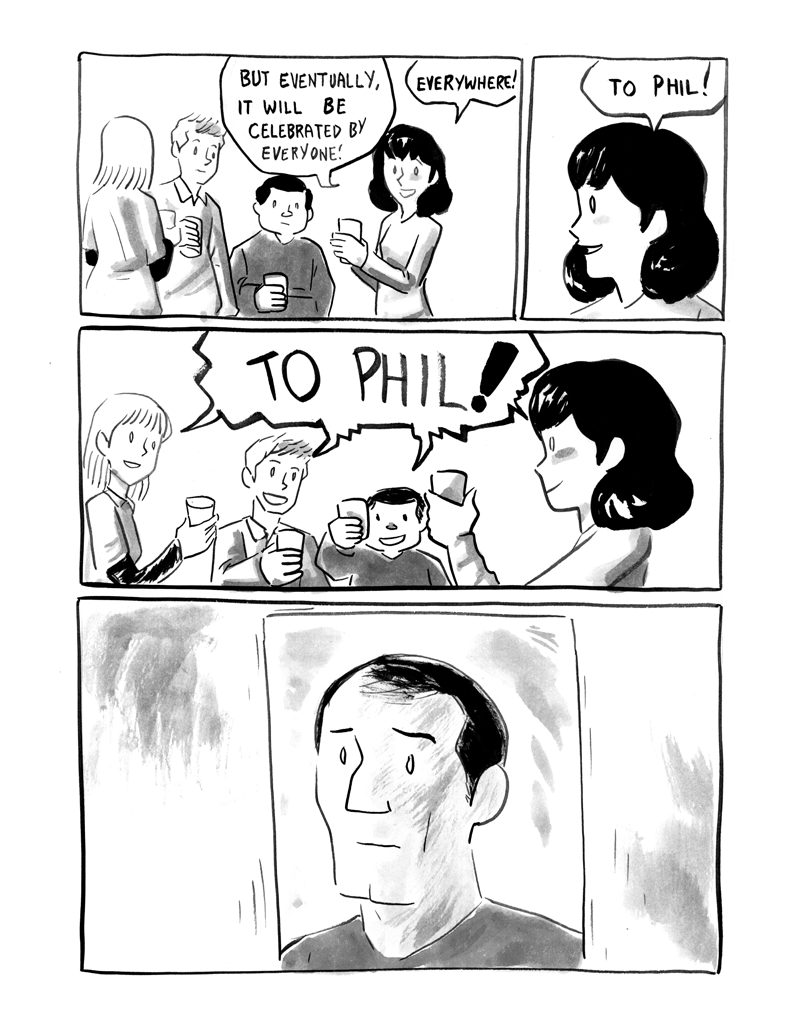 BUT EVENTUALLY,
IT WILL BE
CELEBRATED BY
EVERYONE!
EVERYWHERE!
TO PHIL!
TO PHIL!